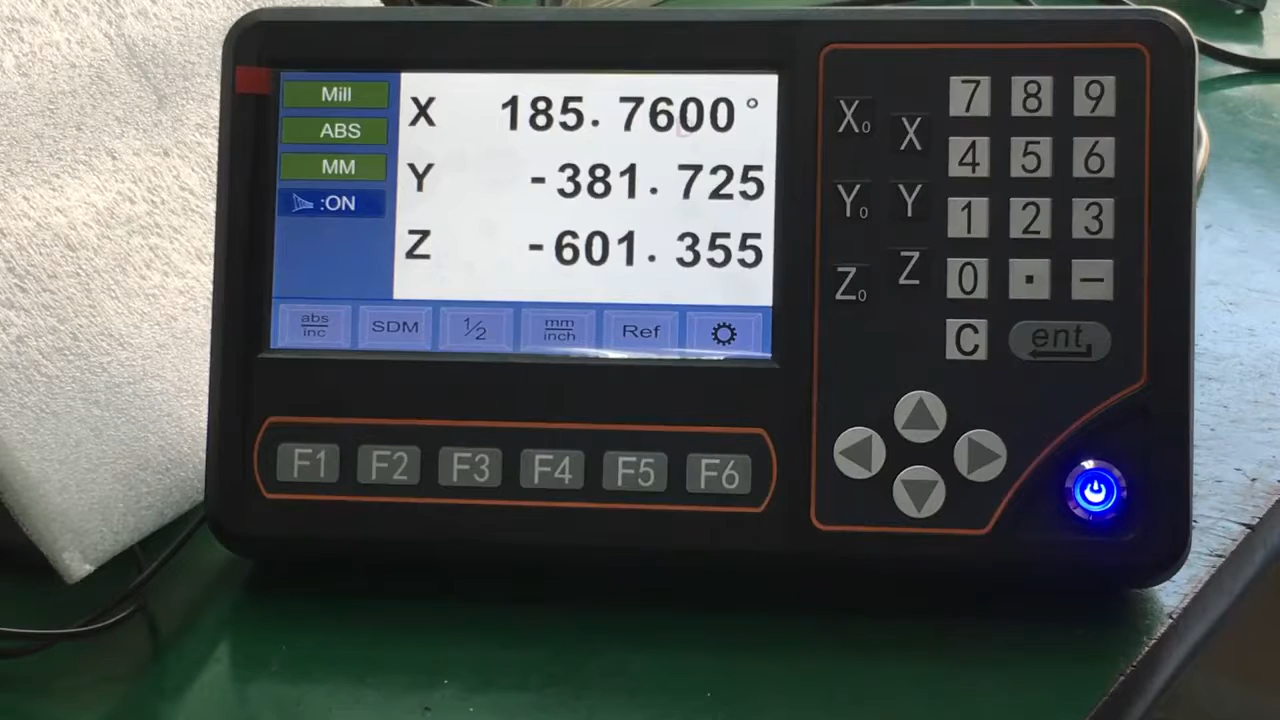 Mill
ABS
MM
:ON
X 185. 7600°
Y -381. 725
Z -601. 355
abs
inc
SDM
1/2
mm
inch
Ref
F1 F2 F3 F4 F5 F6
X0 X 7 8 9
4 5 6
Y0 Y 1 2 3
Z0 Z 0 . -
C ent